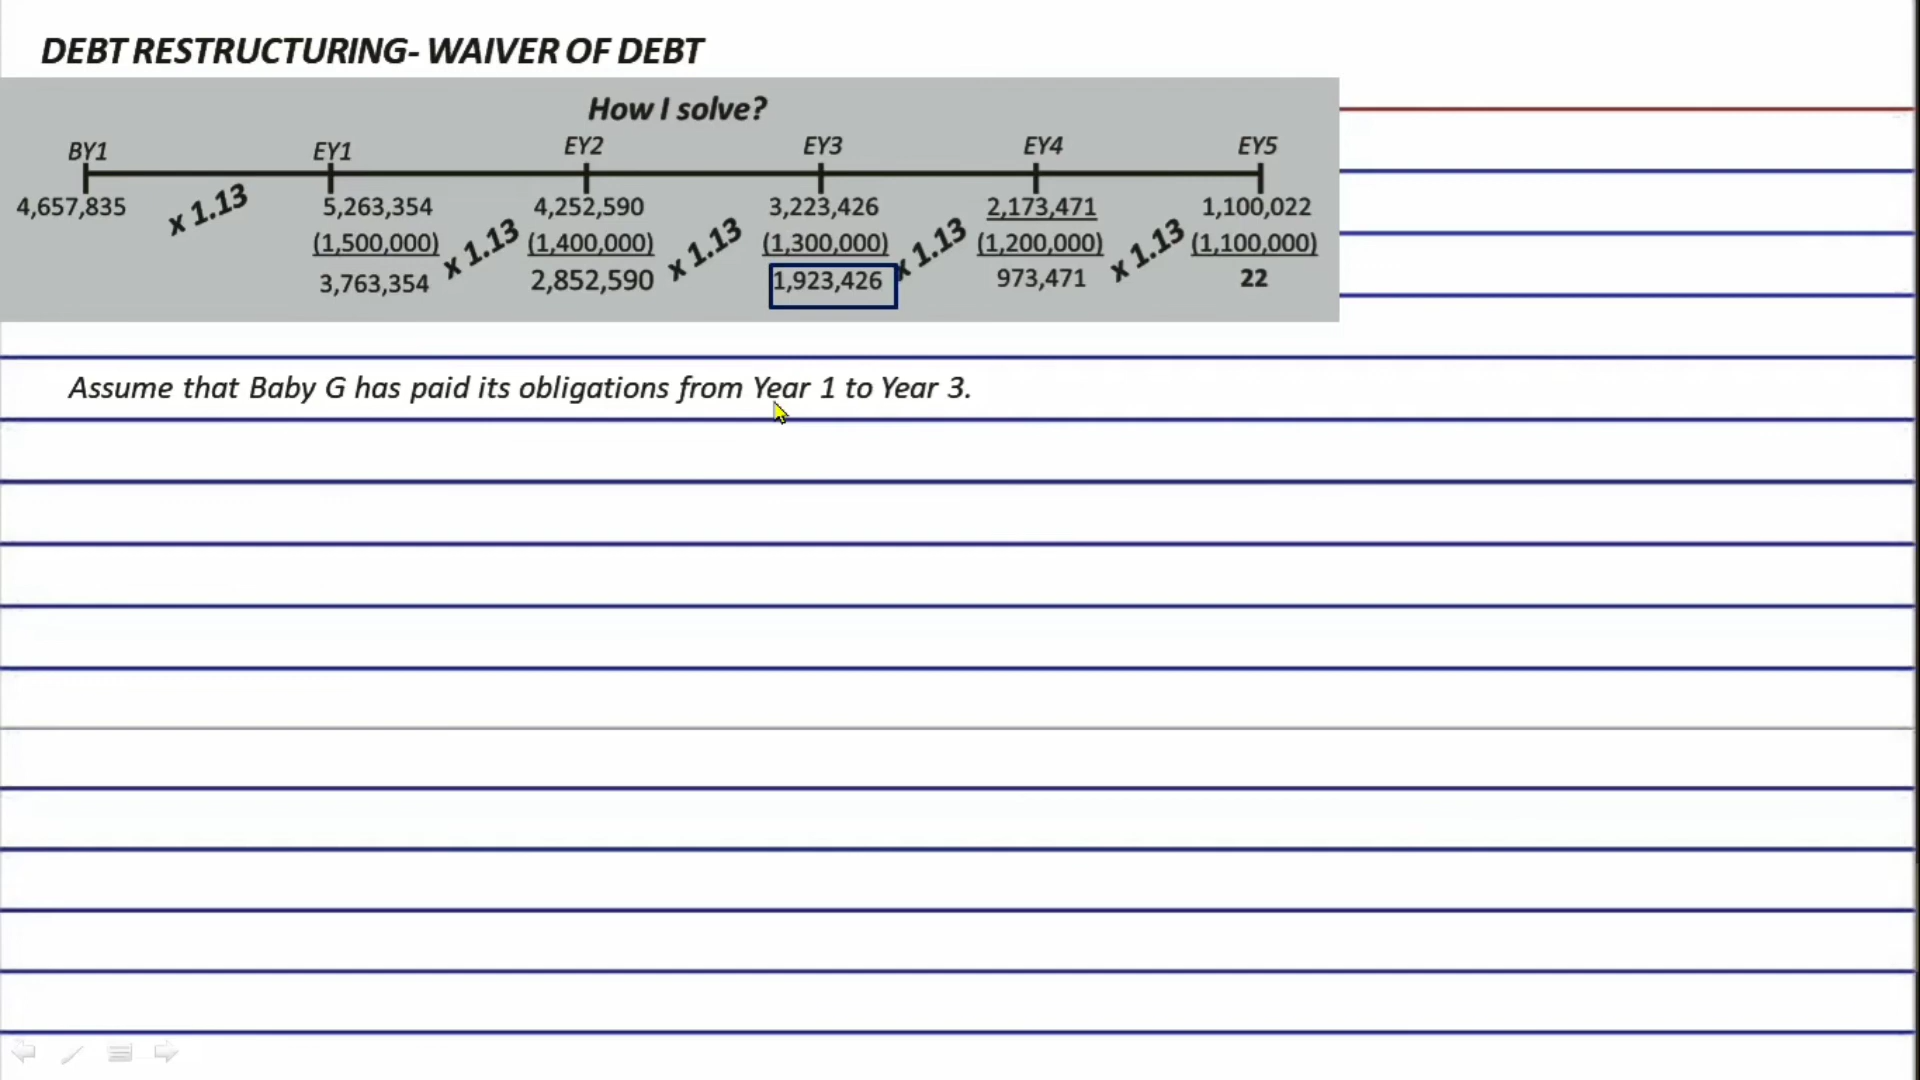 DEBT RESTRUCTURING- WAIVER OF DEBT
How I solve?
BY1 EY1 EY2 EY3 EY4 EY5
4,657,835 x 1.13 5,263,354 4,252,590 3,223,426 2,173,471 1,100,022
(1,500,000) x 1.13 (1,400,000) x 1.13 (1,300,000) x 1.13 (1,200,000) x 1.13 (1,100,000)
3,763,354 2,852,590 1,923,426 973,471 22
Assume that Baby G has paid its obligations from Year 1 to Year 3.